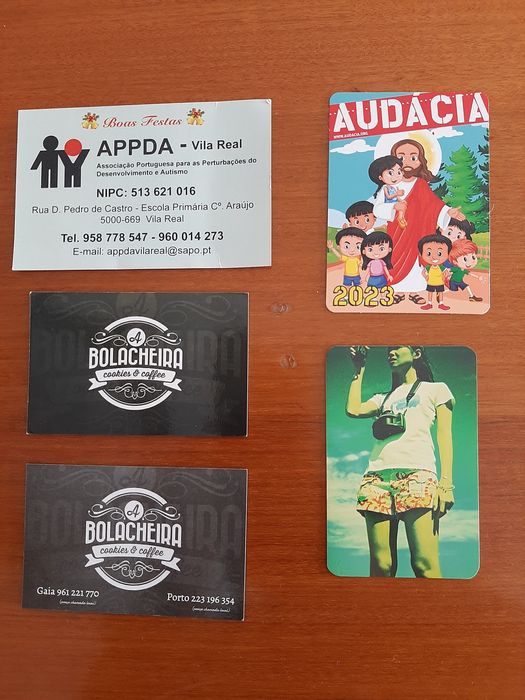 Boas Festas
APPDA - Vila Real
Associação Portuguesa para as Perturbações do
Desenvolvimento e Autismo
NIPC: 513 621 016
Rua D. Pedro de Castro - Escola Primária Cº. Araújo
5000-669 Vila Real
Tel. 958 778 547 - 960 014 273
E-mail: appdavilareal@sapo.pt
AUDÁCIA
WWW.AUDACIA.ORG
2023
A
BOLACHEIRA
cookies & coffee
A
BOLACHEIRA
cookies & coffee
Gaia 961 221 770
Porto 223 196 354